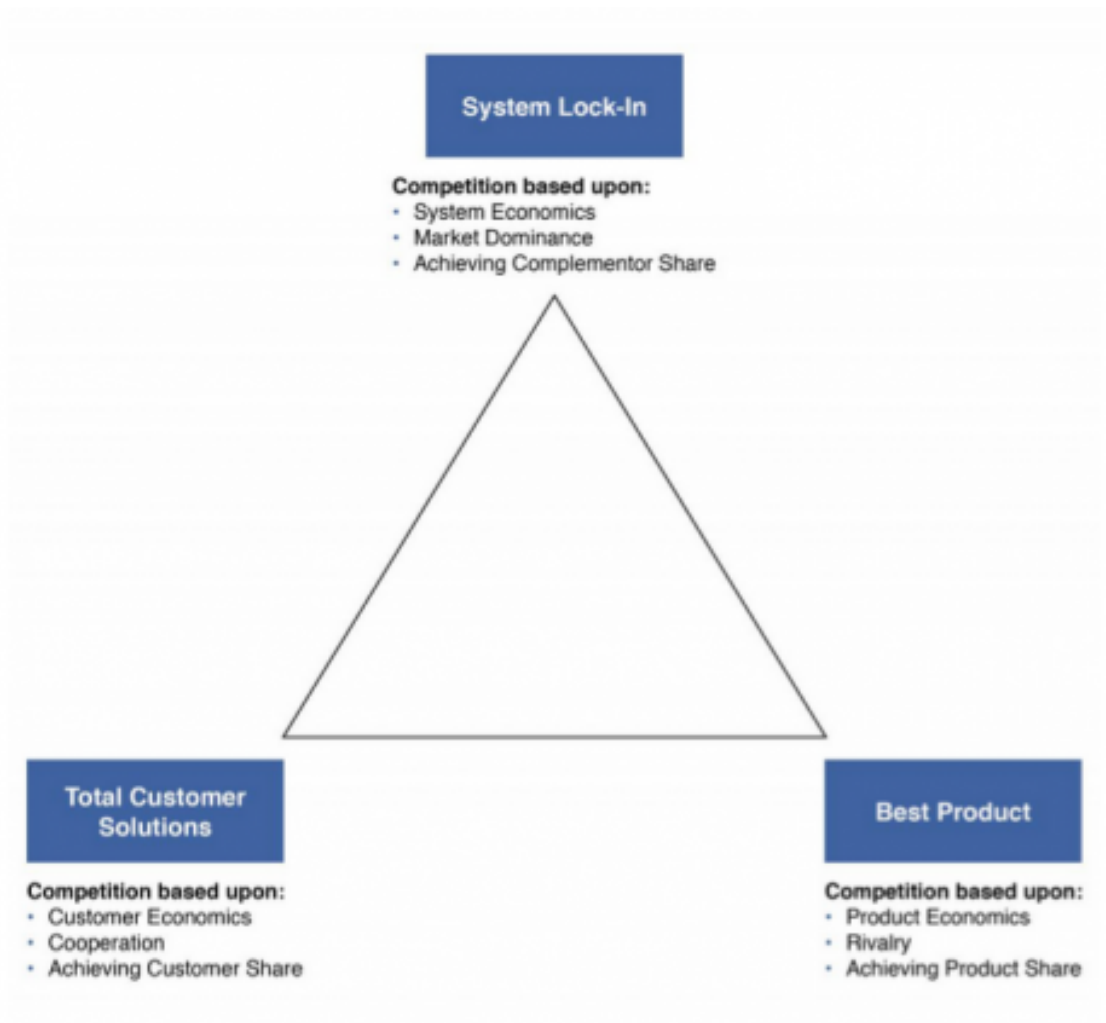 System Lock-In
Competition based upon:
• System Economics
• Market Dominance
• Achieving Complementor Share
Total Customer
Solutions
Competition based upon:
• Customer Economics
• Cooperation
• Achieving Customer Share
Best Product
Competition based upon:
• Product Economics
• Rivalry
• Achieving Product Share